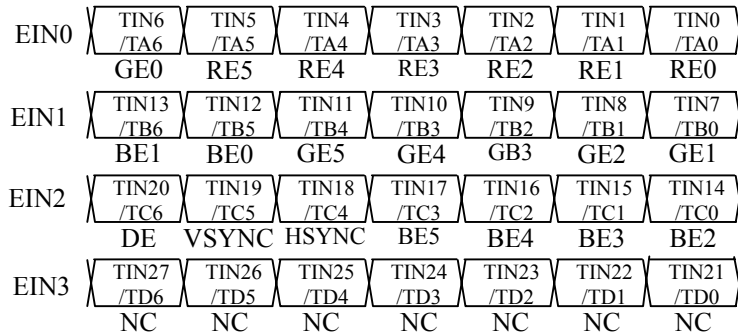 TIN6 TIN5 TIN4 TIN3 TIN2 TIN1 TIN0
EIN0 /TA6 /TA5 /TA4 /TA3 /TA2 /TA1 /TA0
GE0 RE5 RE4 RE3 RE2 RE1 RE0
TIN13 TIN12 TIN11 TIN10 TIN9 TIN8 TIN7
EIN1 /TB6 /TB5 /TB4 /TB3 /TB2 /TB1 /TB0
BE1 BE0 GE5 GE4 GB3 GE2 GE1
TIN20 TIN19 TIN18 TIN17 TIN16 TIN15 TIN14
EIN2 /TC6 /TC5 /TC4 /TC3 /TC2 /TC1 /TC0
DE VSYNC HSYNC BE5 BE4 BE3 BE2
TIN27 TIN26 TIN25 TIN24 TIN23 TIN22 TIN21
EIN3 /TD6 /TD5 /TD4 /TD3 /TD2 /TD1 /TD0
NC NC NC NC NC NC NC